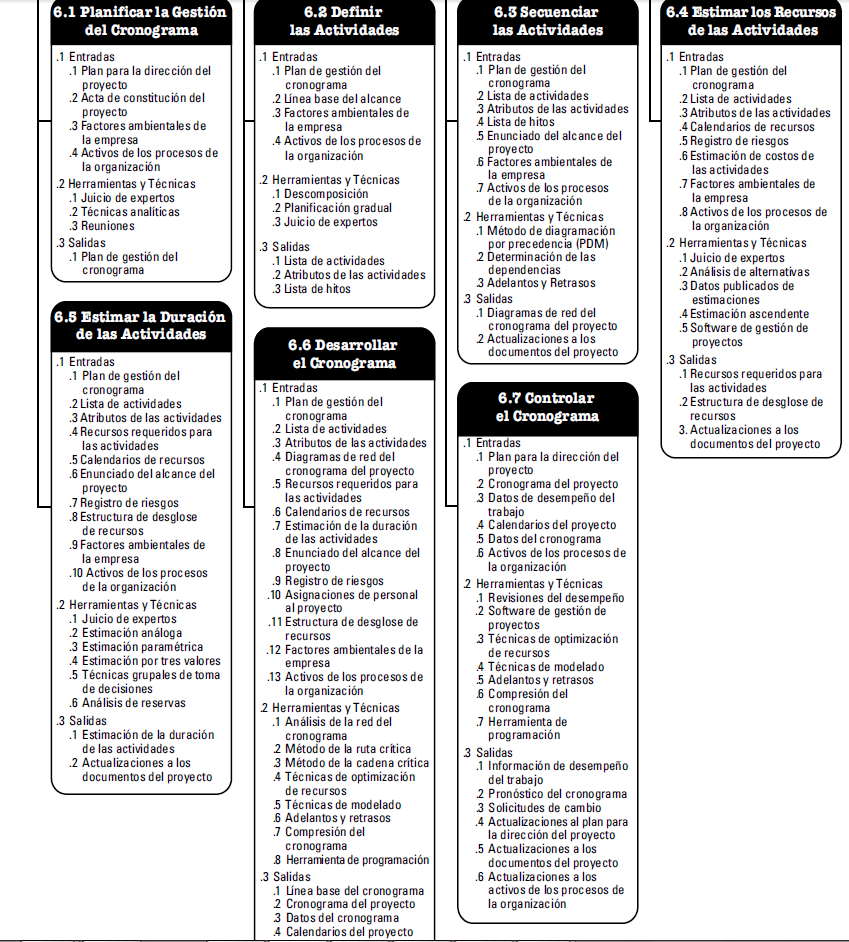 6.1 Planificar la Gestión
del Cronograma
.1 Entradas
.1 Plan para la dirección del
proyecto
.2 Acta de constitución del
proyecto
.3 Factores ambientales de
la empresa
.4 Activos de los procesos de
la organización
.2 Herramientas y Técnicas
.1 Juicio de expertos
.2 Técnicas analíticas
.3 Reuniones
.3 Salidas
.1 Plan de gestión del
cronograma
6.2 Definir
las Actividades
.1 Entradas
.1 Plan de gestión del
cronograma
.2 Línea base del alcance
.3 Factores ambientales de
la empresa
.4 Activos de los procesos de
la organización
.2 Herramientas y Técnicas
.1 Descomposición
.2 Planificación gradual
.3 Juicio de expertos
.3 Salidas
.1 Lista de actividades
.2 Atributos de las actividades
.3 Lista de hitos
6.3 Secuenciar
las Actividades
.1 Entradas
.1 Plan de gestión del
cronograma
.2 Lista de actividades
.3 Atributos de las actividades
.4 Lista de hitos
.5 Enunciado del alcance del
proyecto
.6 Factores ambientales de
la empresa
.7 Activos de los procesos
de la organización
.2 Herramientas y Técnicas
.1 Método de diagramación
por precedencia (PDM)
.2 Determinación de las
dependencias
.3 Adelantos y Retrasos
.3 Salidas
.1 Diagramas de red del
cronograma del proyecto
.2 Actualizaciones a los
documentos del proyecto
6.4 Estimar los Recursos
de las Actividades
.1 Entradas
.1 Plan de gestión del
cronograma
.2 Lista de actividades
.3 Atributos de las actividades
.4 Calendarios de recursos
.5 Registro de riesgos
.6 Estimación de costos de
las actividades
.7 Factores ambientales de
la empresa
.8 Activos de los procesos de
la organización
.2 Herramientas y Técnicas
.1 Juicio de expertos
.2 Análisis de alternativas
.3 Datos publicados de
estimaciones
.4 Estimación ascendente
.5 Software de gestión de
proyectos
.3 Salidas
.1 Recursos requeridos para
las actividades
.2 Estructura de desglose de
recursos
3. Actualizaciones a los
documentos del proyecto
6.5 Estimar la Duración
de las Actividades
.1 Entradas
.1 Plan de gestión del
cronograma
.2 Lista de actividades
.3 Atributos de las actividades
.4 Recursos requeridos para
las actividades
.5 Calendarios de recursos
.6 Enunciado del alcance del
proyecto
.7 Registro de riesgos
.8 Estructura de desglose
de recursos
.9 Factores ambientales de
la empresa
.10 Activos de los procesos
de la organización
.2 Herramientas y Técnicas
.1 Juicio de expertos
.2 Estimación análoga
.3 Estimación paramétrica
.4 Estimación por tres valores
.5 Técnicas grupales de toma
de decisiones
.6 Análisis de reservas
.3 Salidas
.1 Estimación de la duración
de las actividades
.2 Actualizaciones a los
documentos del proyecto
6.6 Desarrollar
el Cronograma
.1 Entradas
.1 Plan de gestión del
cronograma
.2 Lista de actividades
.3 Atributos de las actividades
.4 Diagramas de red del
cronograma del proyecto
.5 Recursos requeridos para
las actividades
.6 Calendarios de recursos
.7 Estimación de la duración
de las actividades
.8 Enunciado del alcance del
proyecto
.9 Registro de riesgos
.10 Asignaciones de personal
al proyecto
.11 Estructura de desglose de
recursos
.12 Factores ambientales de la
empresa
.13 Activos de los procesos de
la organización
.2 Herramientas y Técnicas
.1 Análisis de la red del
cronograma
.2 Método de la ruta crítica
.3 Método de la cadena crítica
.4 Técnicas de optimización
de recursos
.5 Técnicas de modelado
.6 Adelantos y retrasos
.7 Compresión del
cronograma
.8 Herramienta de programación
.3 Salidas
.1 Línea base del cronograma
.2 Cronograma del proyecto
.3 Datos del cronograma
.4 Calendarios del proyecto
6.7 Controlar
el Cronograma
.1 Entradas
.1 Plan para la dirección del
proyecto
.2 Cronograma del proyecto
.3 Datos de desempeño del
trabajo
.4 Calendarios del proyecto
.5 Datos del cronograma
.6 Activos de los procesos de
la organización
.2 Herramientas y Técnicas
.1 Revisiones del desempeño
.2 Software de gestión de
proyectos
.3 Técnicas de optimización
de recursos
.4 Técnicas de modelado
.5 Adelantos y retrasos
.6 Compresión del
cronograma
.7 Herramienta de
programación
.3 Salidas
.1 Información de desempeño
del trabajo
.2 Pronóstico del cronograma
.3 Solicitudes de cambio
.4 Actualizaciones al plan para
la dirección del proyecto
.5 Actualizaciones a los
documentos del proyecto
.6 Actualizaciones a los
activos de los procesos de
la organización